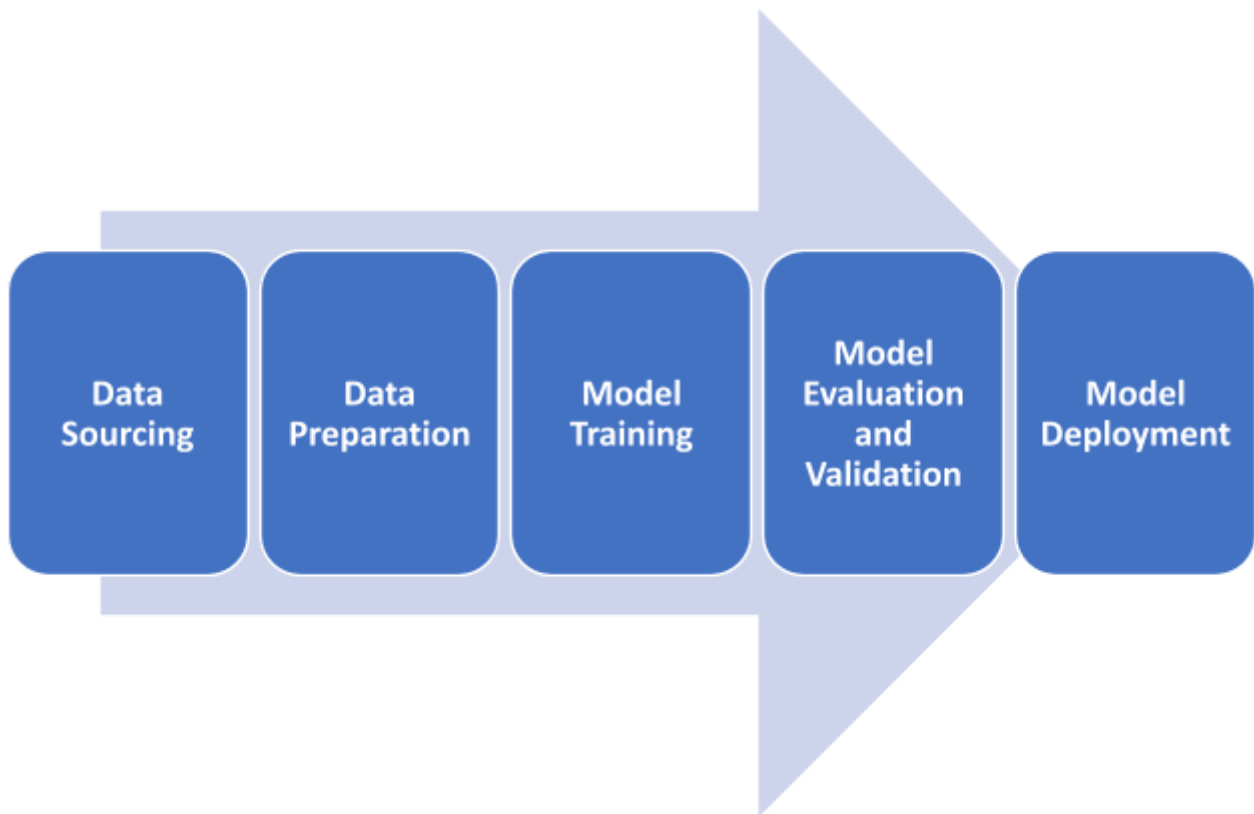 Data
Sourcing
Data
Preparation
Model
Training
Model
Evaluation
and
Validation
Model
Deployment